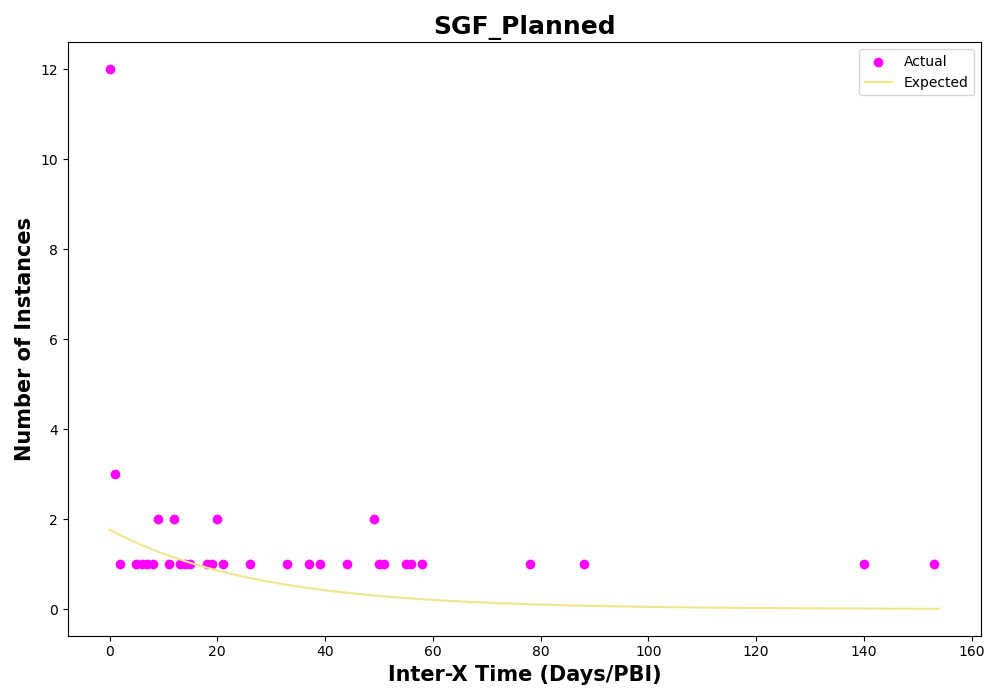 SGF_Planned
Actual
Expected
Number of Instances
12
10
8
6
4
2
0
0 20 40 60 80 100 120 140 160
Inter-X Time (Days/PBI)